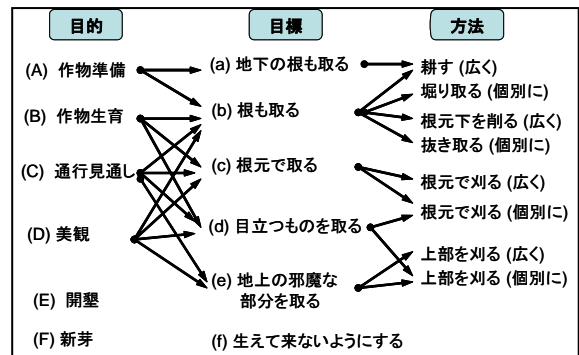 目的
目標
方法
(A) 作物準備
(B) 作物生育
(C) 通行見通し
(D) 美観
(E) 開墾
(F) 新芽
(a) 地下の根も取る
(b) 根も取る
(c) 根元で取る
(d) 目立つものを取る
(e) 地上の邪魔な
部分を取る
(f) 生えて来ないようにする
耕す (広く)
堀り取る (個別に)
根元下を削る (広く)
抜き取る (個別に)
根元で刈る (広く)
根元で刈る (個別に)
上部を刈る (広く)
上部を刈る (個別に)